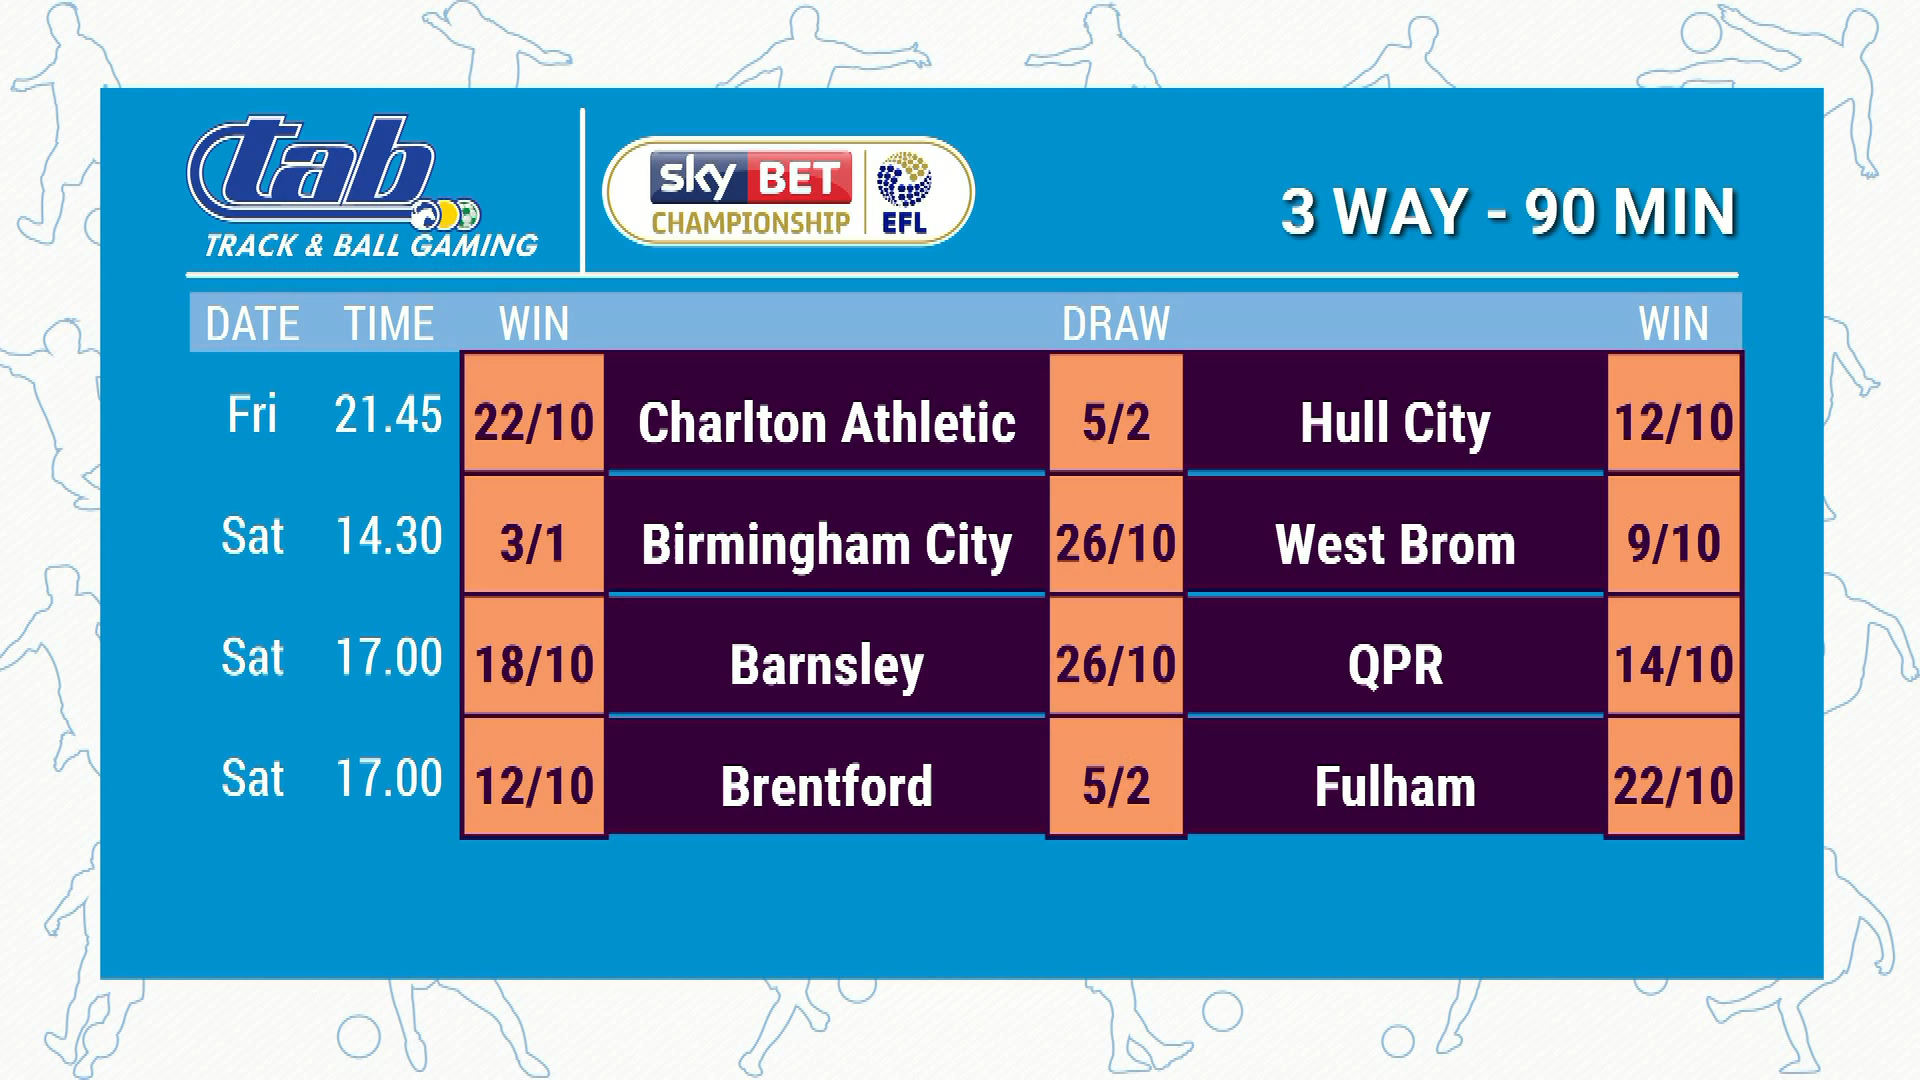 tab
TRACK & BALL GAMING
sky BET
CHAMPIONSHIP
EFL
3 WAY - 90 MIN
DATE TIME WIN DRAW WIN
Fri 21.45 22/10 Charlton Athletic 5/2 Hull City 12/10
Sat 14.30 3/1 Birmingham City 26/10 West Brom 9/10
Sat 17.00 18/10 Barnsley 26/10 QPR 14/10
Sat 17.00 12/10 Brentford 5/2 Fulham 22/10